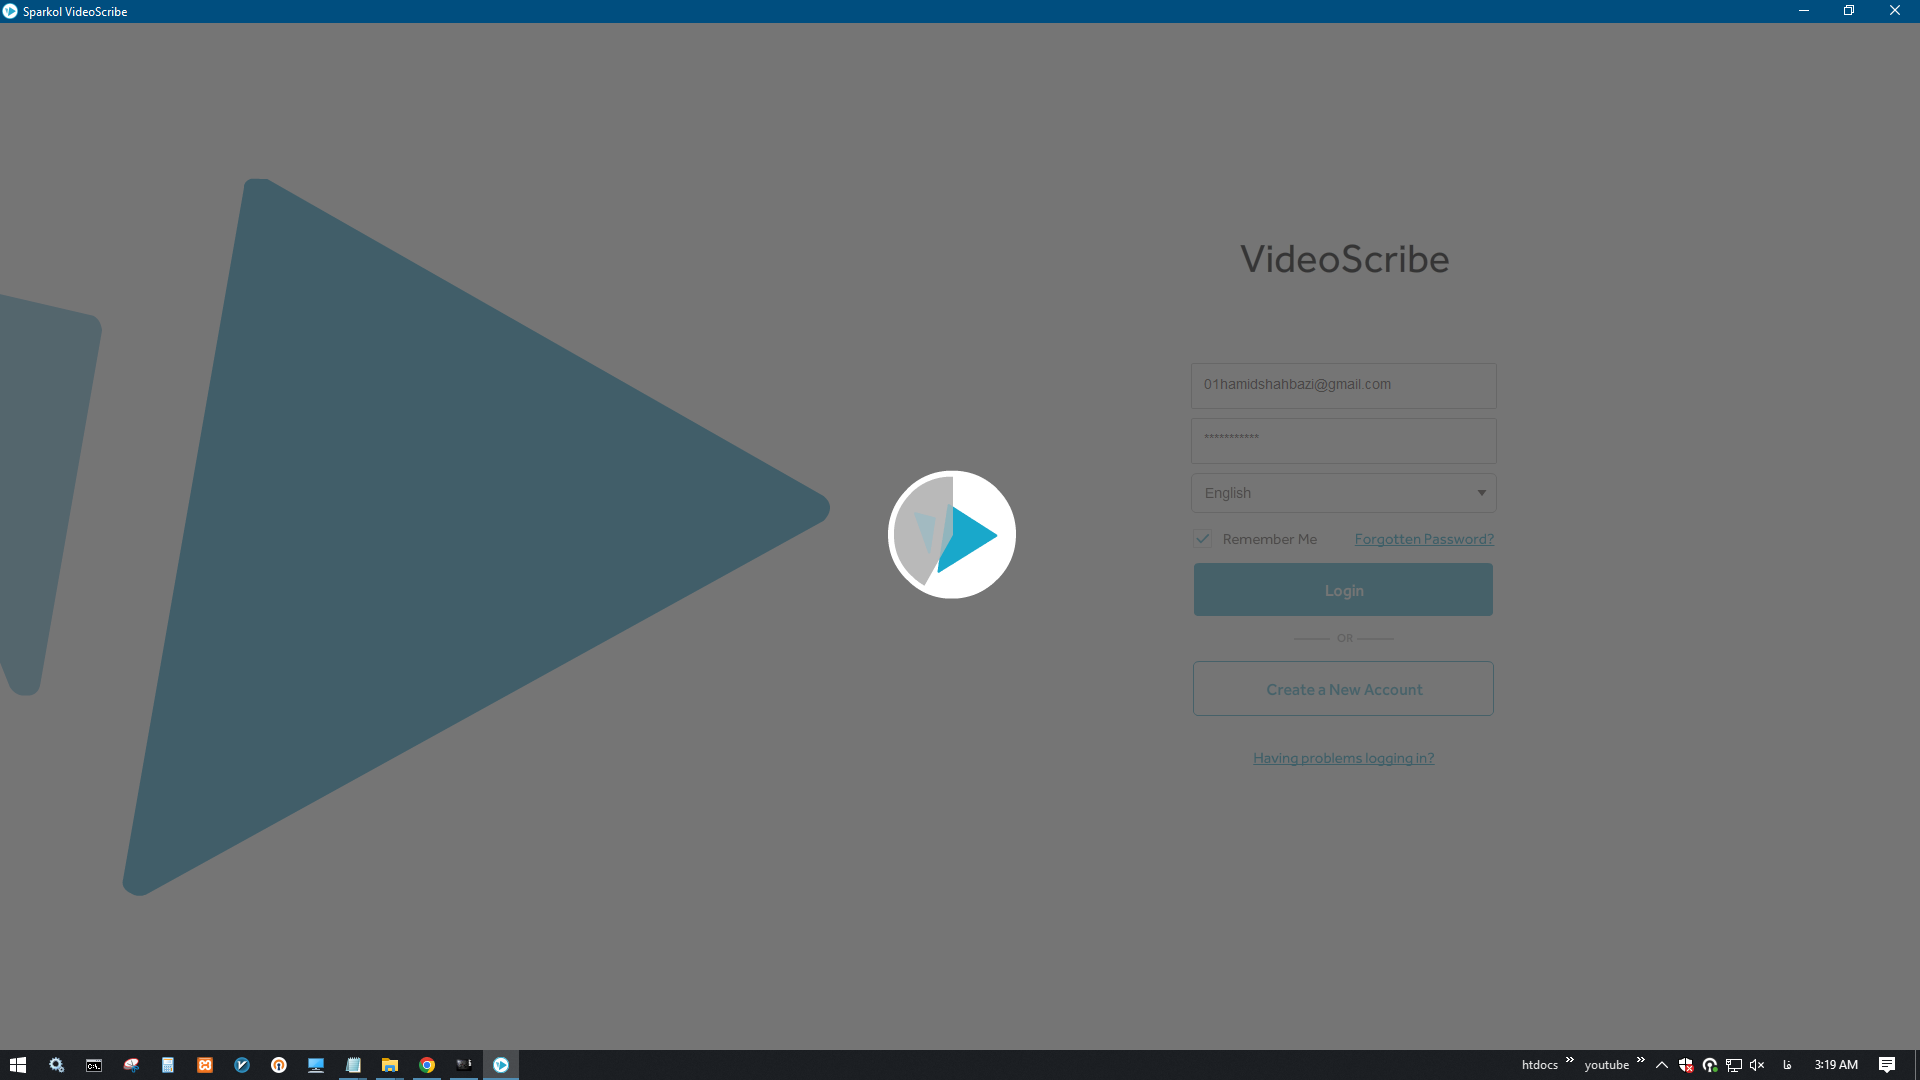 Sparkol VideoScribe
VideoScribe
01hamidshahbazi@gmail.com
***********
English
Remember Me
Forgotten Password?
Login
OR
Create a New Account
Having problems logging in?
htdocs
youtube
فا
3:19 AM